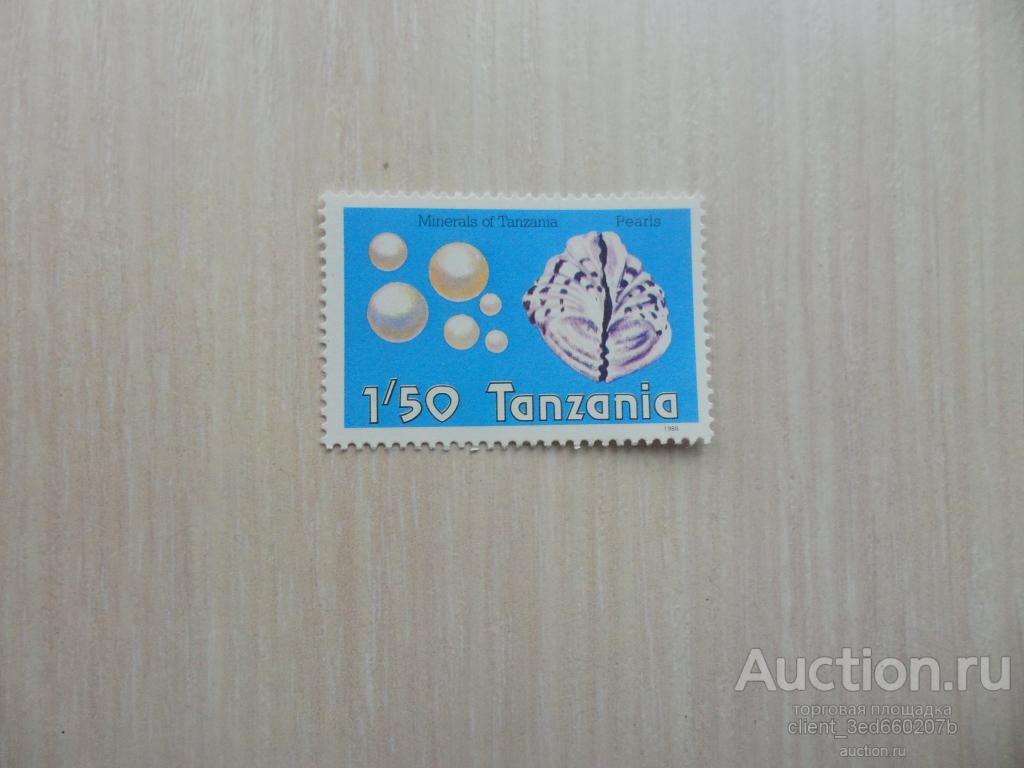 Minerals of Tanzania Pearls
1/50 Tanzania
1986
Auction.ru
торговая площадка
client_3ed660207b
auction.ru